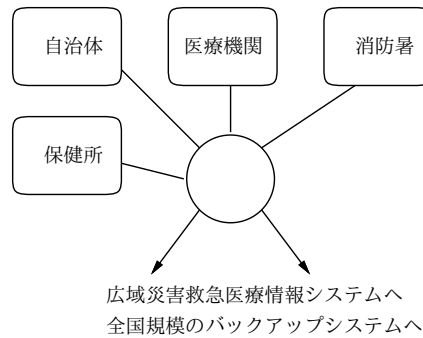 自治体
医療機関
消防暑
保健所
広域災害救急医療情報システムへ
全国規模のバックアップシステムへ